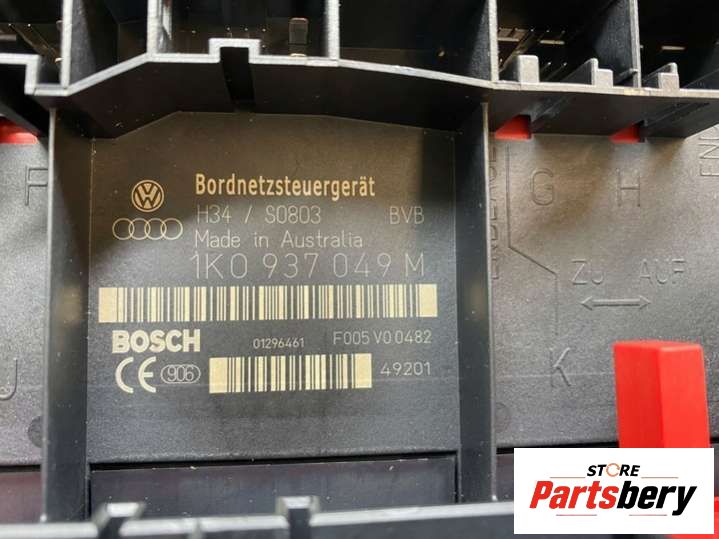 Bordnetzsteuergerät
H34 / S0803 BVB
Made in Australia
1K0 937 049 M
BOSCH 01296461 F005 V0 0482
CE 906 49201
F
G H
ZU AUF
J
K
STORE
Partsbery